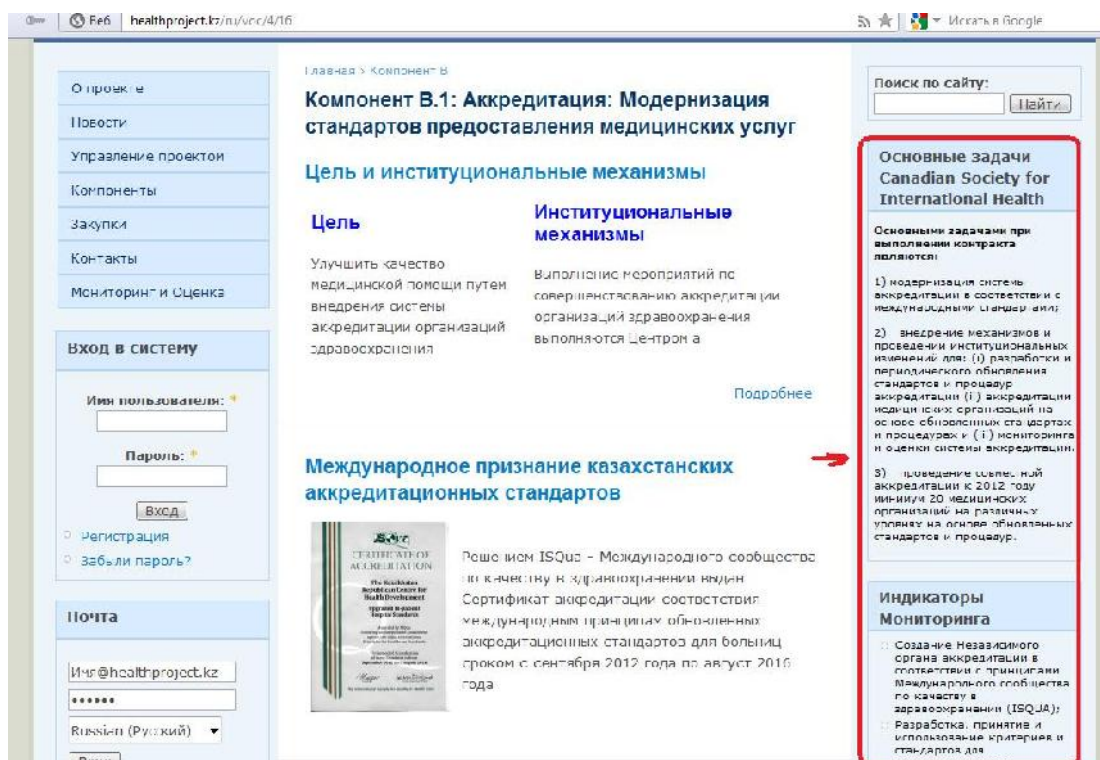 Веб
healthproject.kz/ru/voc/4/16
Искать в Google
О проекте
Новости
Управление проектом
Компоненты
Закупки
Контакты
Мониторинг и Оценка
Вход в систему
Имя пользователя: *
Пароль: *
Вход
Регистрация
Забыли пароль?
Почта
Имя@healthproject.kz
••••••
Russian (Русский)
Главная > Компонент В
Компонент В.1: Аккредитация: Модернизация
стандартов предоставления медицинских услуг
Цель и институциональные механизмы
Цель
Улучшить качество
медицинской помощи путем
внедрения системы
аккредитации организаций
здравоохранения
Институциональные
механизмы
Выполнение мероприятий по
совершенствованию аккредитации
организаций здравоохранения
выполняются Центром а
Подробнее
Международное признание казахстанских
аккредитационных стандартов
CERTIFICATE OF
ACCREDITATION
Решением ISQua - Международного сообщества
по качеству в здравоохранении выдан
Сертификат аккредитации соответствия
международным принципам обновленных
аккредитационных стандартов для больниц
сроком с сентября 2012 года по август 2016
года
Поиск по сайту:
Найти
Основные задачи
Canadian Society for
International Health
Основными задачами при
выполнении контракта
являются:
1) модернизация системы
аккредитации в соответствии с
международными стандартами;
2) внедрение механизмов и
проведении институциональных
изменений для: (i) разработки и
периодического обновления
стандартов и процедур
аккредитации (ii) аккредитации
медицинских организаций на
основе обновленных стандартах
и процедурах и (iii) мониторинга
и оценки системы аккредитации.
3) проведение совместной
аккредитации к 2012 году
минимум 20 медицинских
организаций на различных
уровнях на основе обновленных
стандартов и процедур.
Индикаторы
Мониторинга
Создание Независимого
органа аккредитации в
соответствии с принципами
Международного сообщества
по качеству в
здравоохранении (ISQUA);
Разработка, принятие и
использование критериев и
стандартов для